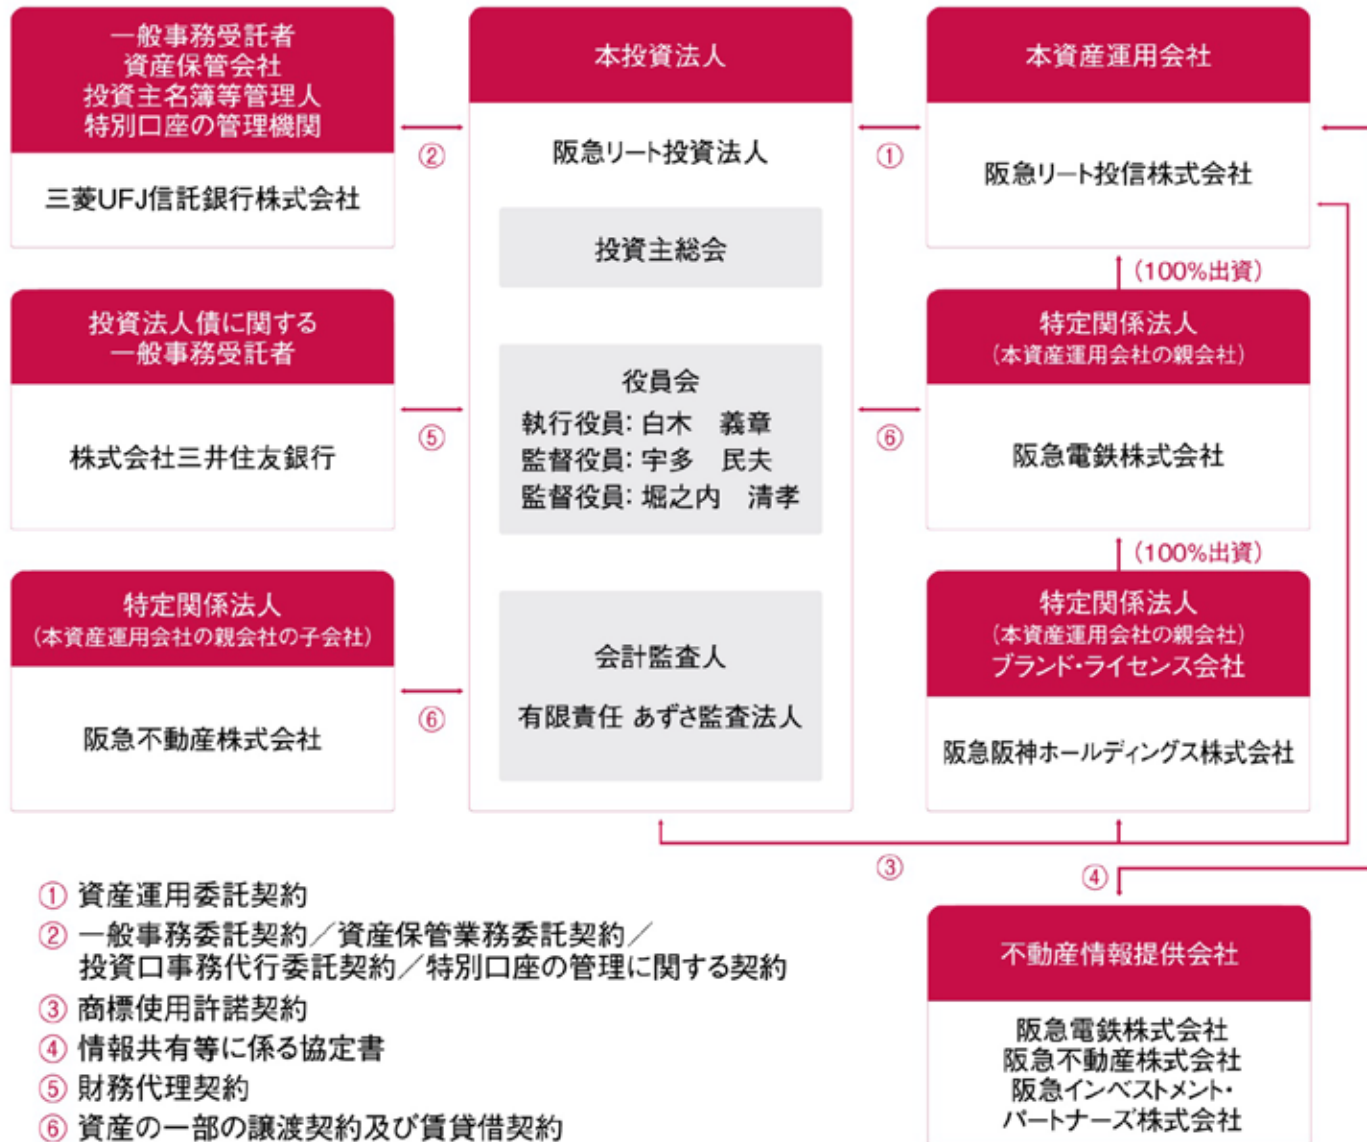 一般事務受託者
資産保管会社
投資主名簿等管理人
特別口座の管理機関
三菱UFJ信託銀行株式会社
②
投資法人債に関する
一般事務受託者
株式会社三井住友銀行
⑤
特定関係法人
(本資産運用会社の親会社の子会社)
阪急不動産株式会社
⑥
本投資法人
阪急リート投資法人
投資主総会
役員会
執行役員: 白木 義章
監督役員: 宇多 民夫
監督役員: 堀之内 清孝
会計監査人
有限責任 あずさ監査法人
①
⑥
本資産運用会社
阪急リート投信株式会社
(100%出資)
特定関係法人
(本資産運用会社の親会社)
阪急電鉄株式会社
(100%出資)
特定関係法人
(本資産運用会社の親会社)
ブランド・ライセンス会社
阪急阪神ホールディングス株式会社
③
④
不動産情報提供会社
阪急電鉄株式会社
阪急不動産株式会社
阪急インベストメント・
パートナーズ株式会社
① 資産運用委託契約
② 一般事務委託契約／資産保管業務委託契約／
投資口事務代行委託契約／特別口座の管理に関する契約
③ 商標使用許諾契約
④ 情報共有等に係る協定書
⑤ 財務代理契約
⑥ 資産の一部の譲渡契約及び賃貸借契約